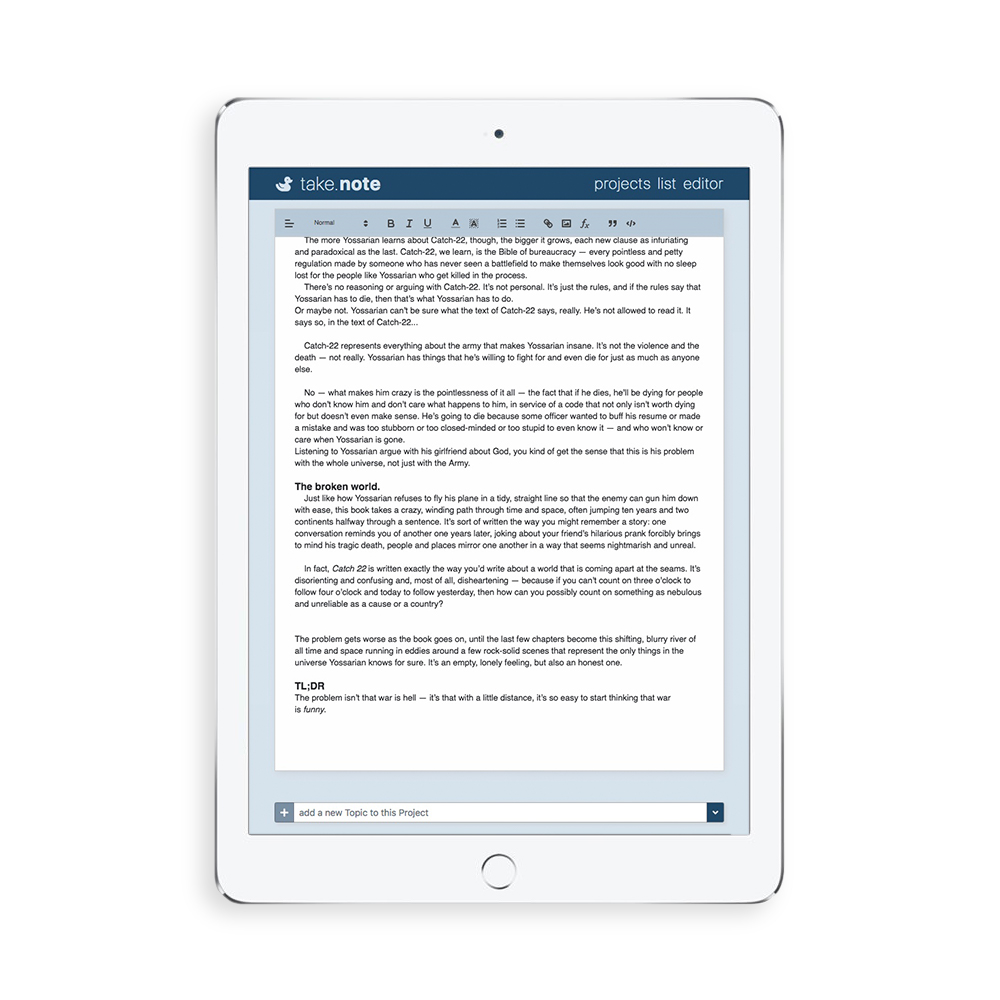 take.note
projects list editor
Normal
B I U A A fx ” </>
The more Yossarian learns about Catch-22, though, the bigger it grows, each new clause as infuriating
and paradoxical as the last. Catch-22, we learn, is the Bible of bureaucracy — every pointless and petty
regulation made by someone who has never seen a battlefield to make themselves look good with no sleep
lost for the people like Yossarian who get killed in the process.
There's no reasoning or arguing with Catch-22. It's not personal. It's just the rules, and if the rules say that
Yossarian has to die, then that's what Yossarian has to do.
Or maybe not. Yossarian can't be sure what the text of Catch-22 says, really. He's not allowed to read it. It
says so, in the text of Catch-22...
Catch-22 represents everything about the army that makes Yossarian insane. It's not the violence and the
death — not really. Yossarian has things that he's willing to fight for and even die for just as much as anyone
else.
No — what makes him crazy is the pointlessness of it all — the fact that if he dies, he'll be dying for people
who don't know him and don't care what happens to him, in service of a code that not only isn't worth dying
for but doesn't even make sense. He's going to die because some officer wanted to buff his resume or made
a mistake and was too stubborn or too closed-minded or too stupid to even know it — and who won't know or
care when Yossarian is gone.
Listening to Yossarian argue with his girlfriend about God, you kind of get the sense that this is his problem
with the whole universe, not just with the Army.
The broken world.
Just like how Yossarian refuses to fly his plane in a tidy, straight line so that the enemy can gun him down
with ease, this book takes a crazy, winding path through time and space, often jumping ten years and two
continents halfway through a sentence. It's sort of written the way you might remember a story: one
conversation reminds you of another one years later, joking about your friend's hilarious prank forcibly brings
to mind his tragic death, people and places mirror one another in a way that seems nightmarish and unreal.
In fact, Catch 22 is written exactly the way you'd write about a world that is coming apart at the seams. It's
disorienting and confusing and, most of all, disheartening — because if you can't count on three o'clock to
follow four o'clock and today to follow yesterday, then how can you possibly count on something as nebulous
and unreliable as a cause or a country?
The problem gets worse as the book goes on, until the last few chapters become this shifting, blurry river of
all time and space running in eddies around a few rock-solid scenes that represent the only things in the
universe Yossarian knows for sure. It's an empty, lonely feeling, but also an honest one.
TL;DR
The problem isn't that war is hell — it's that with a little distance, it's so easy to start thinking that war
is funny.
+ add a new Topic to this Project